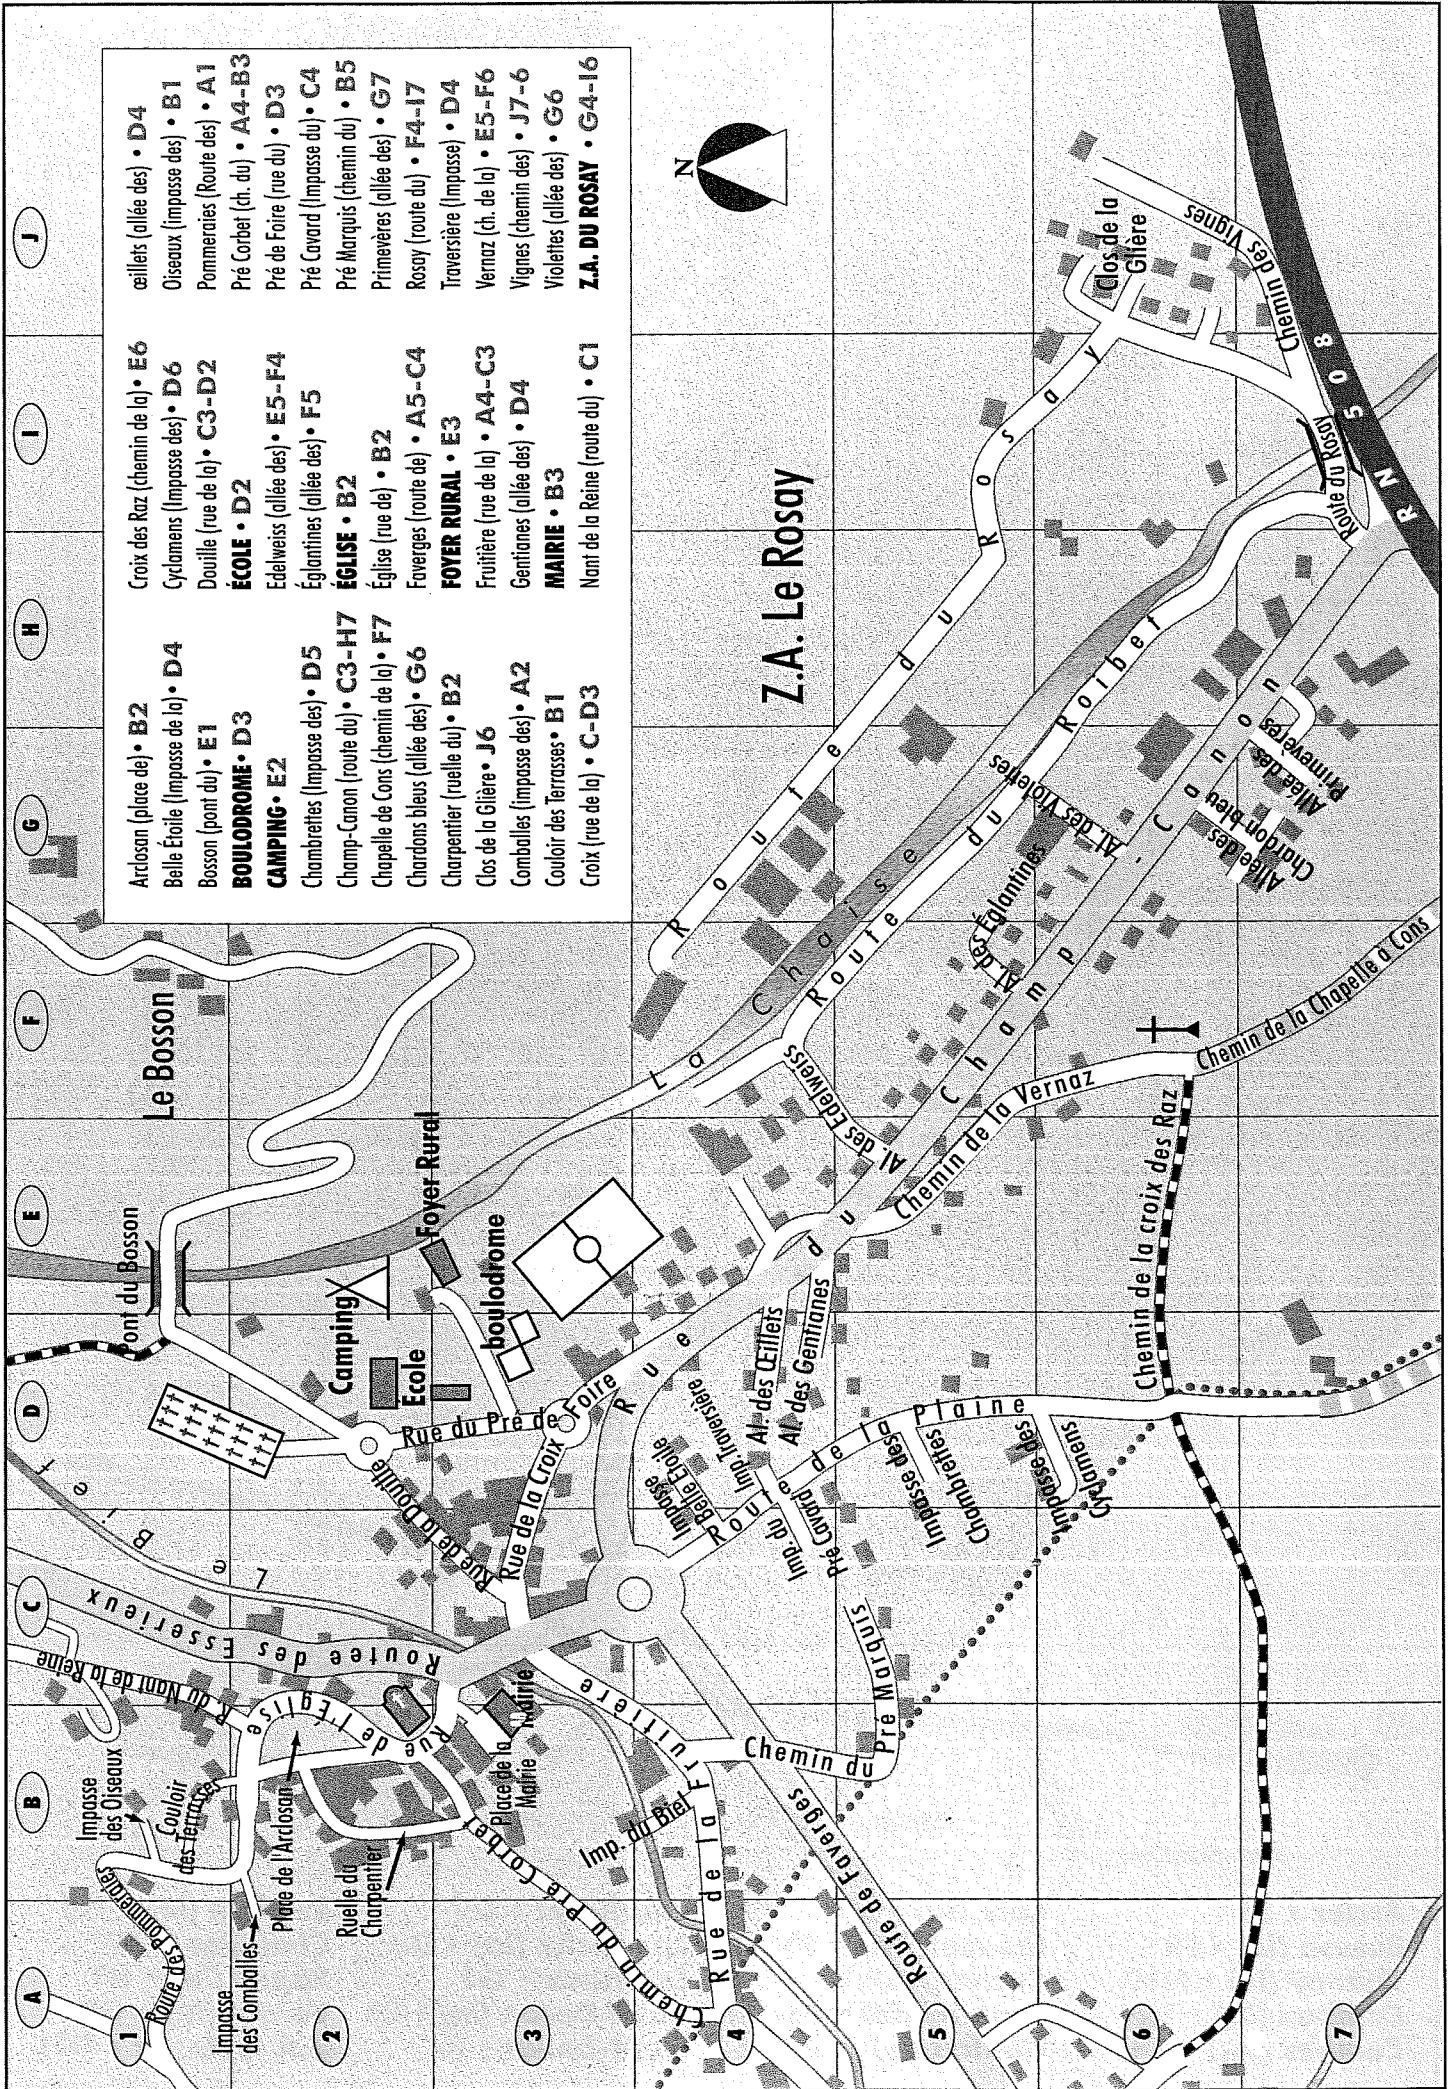 A
B
C
D
E
F
G
H
I
J
1
2
3
4
5
6
7
Arclosan (place de) • B2
Belle Étoile (Impasse de la) • D4
Bosson (pont du) • E1
BOULODROME • D3
CAMPING • E2
Chambrettes (Impasse des) • D5
Champ-Canon (route du) • C3-H7
Chapelle de Cons (chemin de la) • F7
Chardons bleus (allée des) • G6
Charpentier (ruelle du) • B2
Clos de la Glière • J6
Comballes (impasse des) • A2
Couloir des Terrasses • B1
Croix (rue de la) • C-D3
Croix des Raz (chemin de la) • E6
Cyclamens (Impasse des) • D6
Douille (rue de la) • C3-D2
ÉCOLE • D2
Edelweiss (allée des) • E5-F4
Églantines (allée des) • F5
ÉGLISE • B2
Église (rue de) • B2
Faverges (route de) • A5-C4
FOYER RURAL • E3
Fruitière (rue de la) • A4-C3
Gentianes (allée des) • D4
MAIRIE • B3
Nant de la Reine (route du) • C1
œillets (allée des) • D4
Oiseaux (impasse des) • B1
Pommeraies (Route des) • A1
Pré Corbet (ch. du) • A4-B3
Pré de Foire (rue du) • D3
Pré Cavard (Impasse du) • C4
Pré Marquis (chemin du) • B5
Primevères (allée des) • G7
Rosay (route du) • F4-I7
Traversière (Impasse) • D4
Vernaz (ch. de la) • E5-F6
Vignes (chemin des) • J7-6
Violettes (allée des) • G6
Z.A. DU ROSAY • G4-I6
N
Le Bosson
Pont du Bosson
Le Biel
Routee des Esserieux
R. du Nant de la Reine
Impasse
des Oiseaux
Couloir
des Terrasses
Route des Pommeraies
Impasse
des Comballes
Place de l'Arclosan
Rue de l'Église
Ruelle du
Charpentier
Camping
Ecole
Foyer Rural
boulodrome
Rue du Pré de Foire
Rue de la Douille
Rue de la Croix
Mairie
Place de la
Mairie
Chemin du Pré Corbet
Imp. du Biel
Rue de la Fruitière
Chemin du Pré Marquis
Route de Faverges
Rue du Champ-Canon
Impasse
Belle Étoile
Imp. Traversière
Al. des Œillets
Al. des Gentianes
Imp. du
Pré Cavard
Route de la Plaine
Impasse des
Chambrettes
Impasse des
Cyclamens
La Chaise
Al. des Edelweiss
Route du Roibet
Al. des Églantines
Al. des Violettes
Chemin de la Vernaz
Chemin de la croix des Raz
Chemin de la Chapelle à Cons
Allée des
Chardon bleu
Allée des
Primevères
Route du Rosay
Z.A. Le Rosay
Clos de la
Glière
Chemin des Vignes
Route du Rosay
RN 508